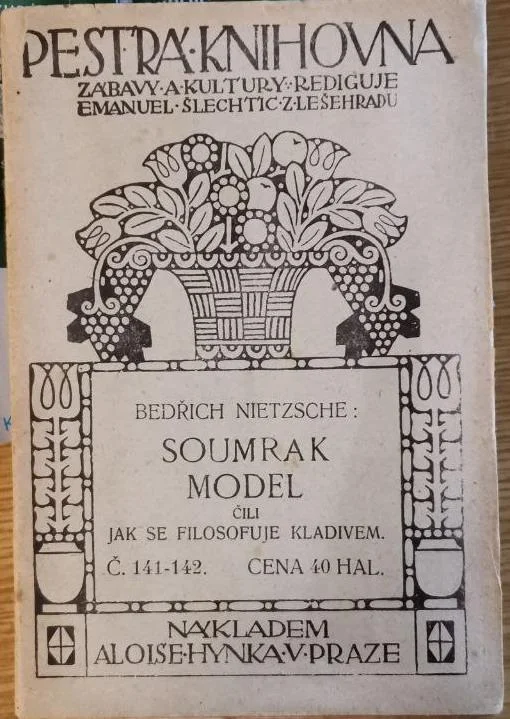 PESTRÁ·KNIHOVNA
ZÁBAVY·A·KULTURY·REDIGUJE
EMANUEL·ŠLECHTIC·Z·LEŠEHRADU
BEDŘICH NIETZSCHE:
SOUMRAK
MODEL
ČILI
JAK SE FILOSOFUJE KLADIVEM.
Č. 141-142. CENA 40 HAL.
NÁKLADEM
ALOISE·HYNKA·V·PRAZE